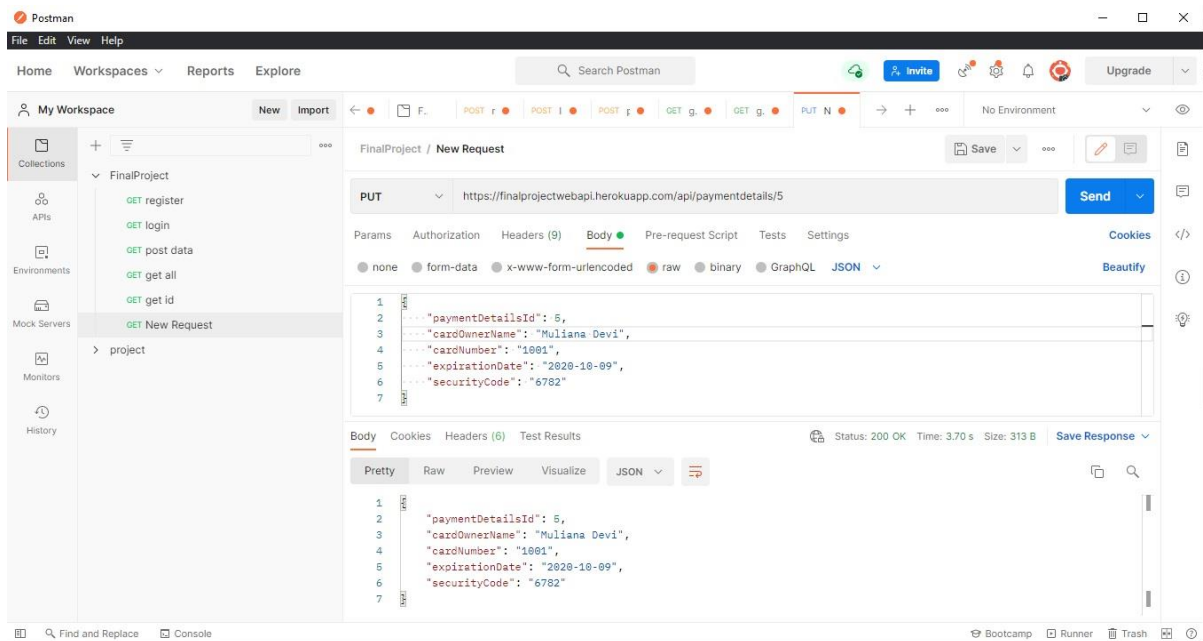 Postman
File Edit View Help
Home Workspaces Reports Explore
Search Postman
Invite
Upgrade
My Workspace
New Import
F.
POST r
POST l
POST p
GET g.
GET g.
PUT N
No Environment
Collections
APIs
Environments
Mock Servers
Monitors
History
FinalProject
GET register
GET login
GET post data
GET get all
GET get id
GET New Request
project
FinalProject / New Request
Save
PUT
https://finalprojectwebapi.herokuapp.com/api/paymentdetails/5
Send
Params Authorization Headers (9) Body Pre-request Script Tests Settings
Cookies
none form-data x-www-form-urlencoded raw binary GraphQL JSON
Beautify
1 {
2 "paymentDetailsId": 5,
3 "cardOwnerName": "Muliana Devi",
4 "cardNumber": "1001",
5 "expirationDate": "2020-10-09",
6 "securityCode": "6782"
7 }
Body Cookies Headers (6) Test Results
Status: 200 OK Time: 3.70 s Size: 313 B
Save Response
Pretty Raw Preview Visualize JSON
1 {
2 "paymentDetailsId": 5,
3 "cardOwnerName": "Muliana Devi",
4 "cardNumber": "1001",
5 "expirationDate": "2020-10-09",
6 "securityCode": "6782"
7 }
Find and Replace Console
Bootcamp Runner Trash